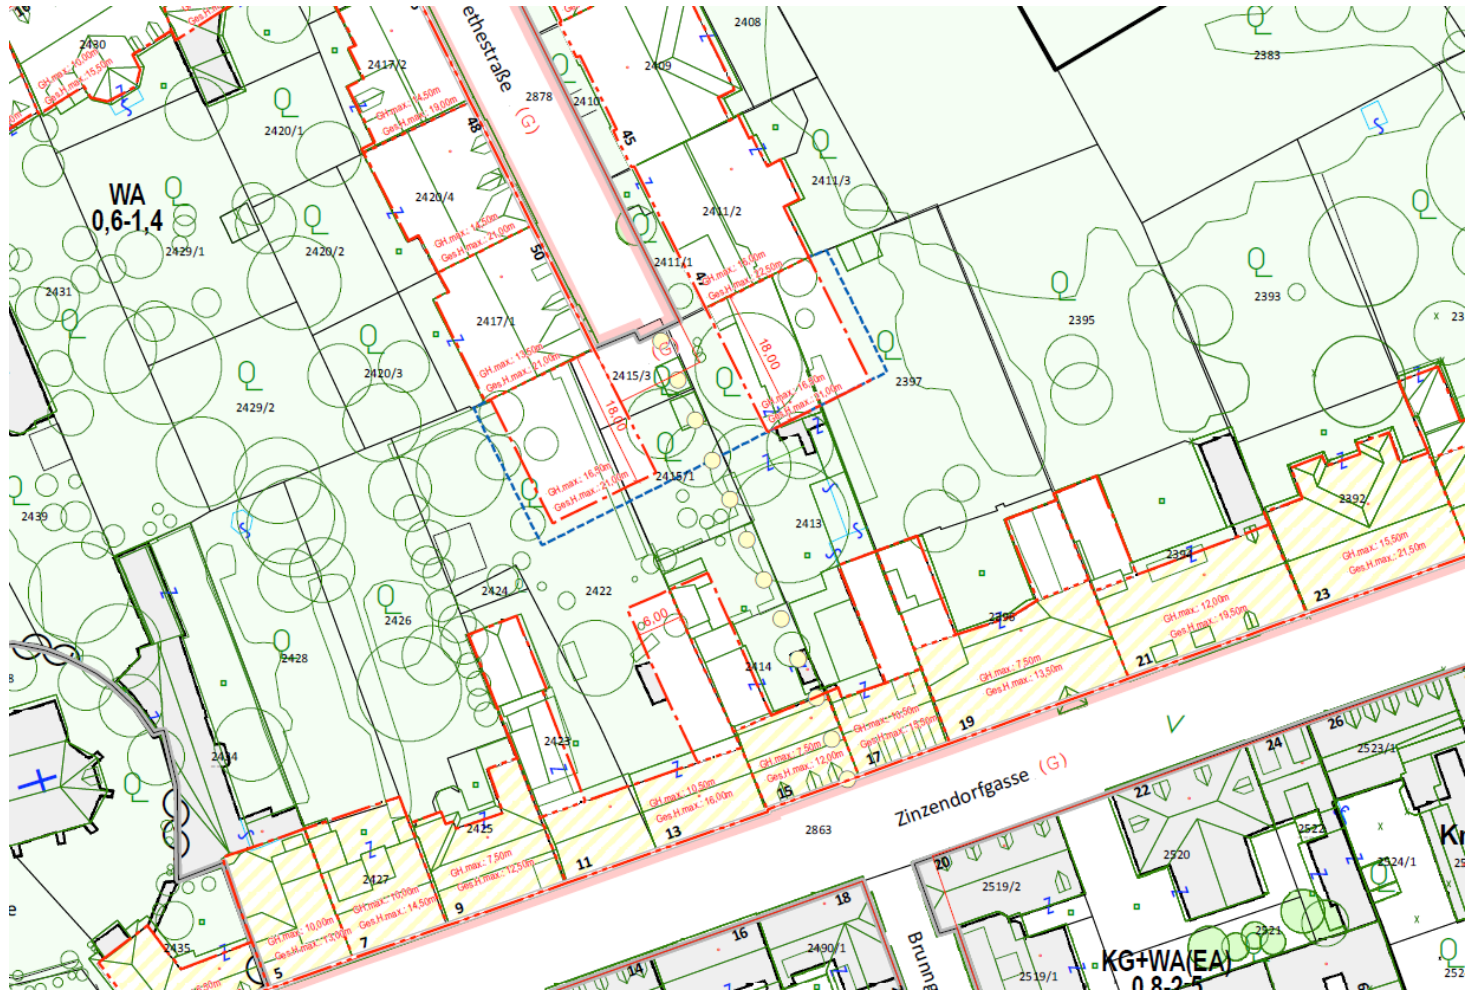 2430
GH.max.: 10,00m
Ges.H.max.: 15,50m
2417/2
GH.max.: 14,50m
Ges.H.max.: 19,00m
48
ethestraße (G)
2878
2410
2409
2408
45
2383
2420/1
WA
0,6-1,4
2429/1
2420/2
2420/4
GH.max.: 14,50m
Ges.H.max.: 21,00m
50
2411/3
2411/2
2411/1
GH.max.: 16,00m
Ges.H.max.: 22,50m
2431
2417/1
GH.max.: 13,50m
Ges.H.max.: 21,00m
2420/3
2429/2
(G)
2415/3
18,00
18,00
GH.max.: 16,50m
Ges.H.max.: 21,00m
2397
2395
2393
2439
GH.max.: 16,50m
Ges.H.max.: 21,00m
2415/1
2413
2392
GH.max.: 15,50m
Ges.H.max.: 21,50m
23
2394
GH.max.: 12,00m
Ges.H.max.: 18,50m
21
2424
2422
2426
2428
6,00
2414
GH.max.: 7,50m
Ges.H.max.: 13,50m
19
2434
2423
GH.max.: 10,50m
Ges.H.max.: 15,50m
17
GH.max.: 7,50m
Ges.H.max.: 12,00m
15
GH.max.: 10,50m
Ges.H.max.: 16,00m
13
11
2425
GH.max.: 7,50m
Ges.H.max.: 12,50m
9
2427
GH.max.: 10,00m
Ges.H.max.: 14,50m
7
GH.max.: 10,00m
Ges.H.max.: 13,00m
5
2435
Zinzendorfgasse (G)
2863
26
24
22
20
18
16
14
2523/1
2522
2524/1
2520
2521
2519/2
2519/1
2490/1
KG+WA(EA)
0,8-2,5